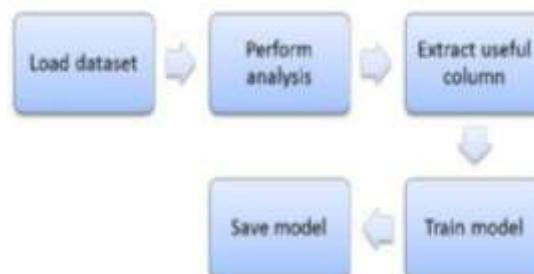 Load dataset
Perform
analysis
Extract useful
column
Train model
Save model